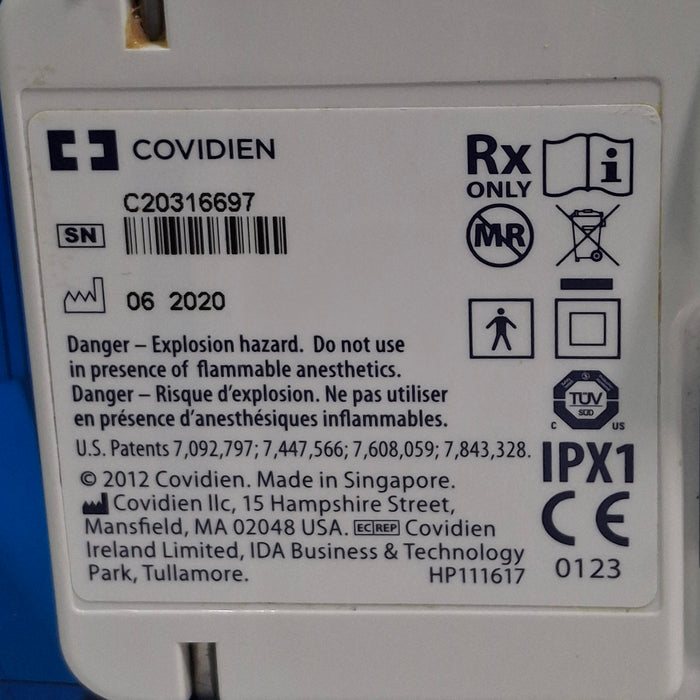 COVIDIEN
C20316697
SN
06 2020
Danger – Explosion hazard. Do not use
in presence of flammable anesthetics.
Danger – Risque d'explosion. Ne pas utiliser
en présence d'anesthésiques inflammables.
U.S. Patents 7,092,797; 7,447,566; 7,608,059; 7,843,328.
© 2012 Covidien. Made in Singapore.
Covidien llc, 15 Hampshire Street,
Mansfield, MA 02048 USA. EC REP Covidien
Ireland Limited, IDA Business & Technology
Park, Tullamore.
HP111617
Rx
ONLY
i
MR
TÜV
SÜD
C US
IPX1
CE
0123